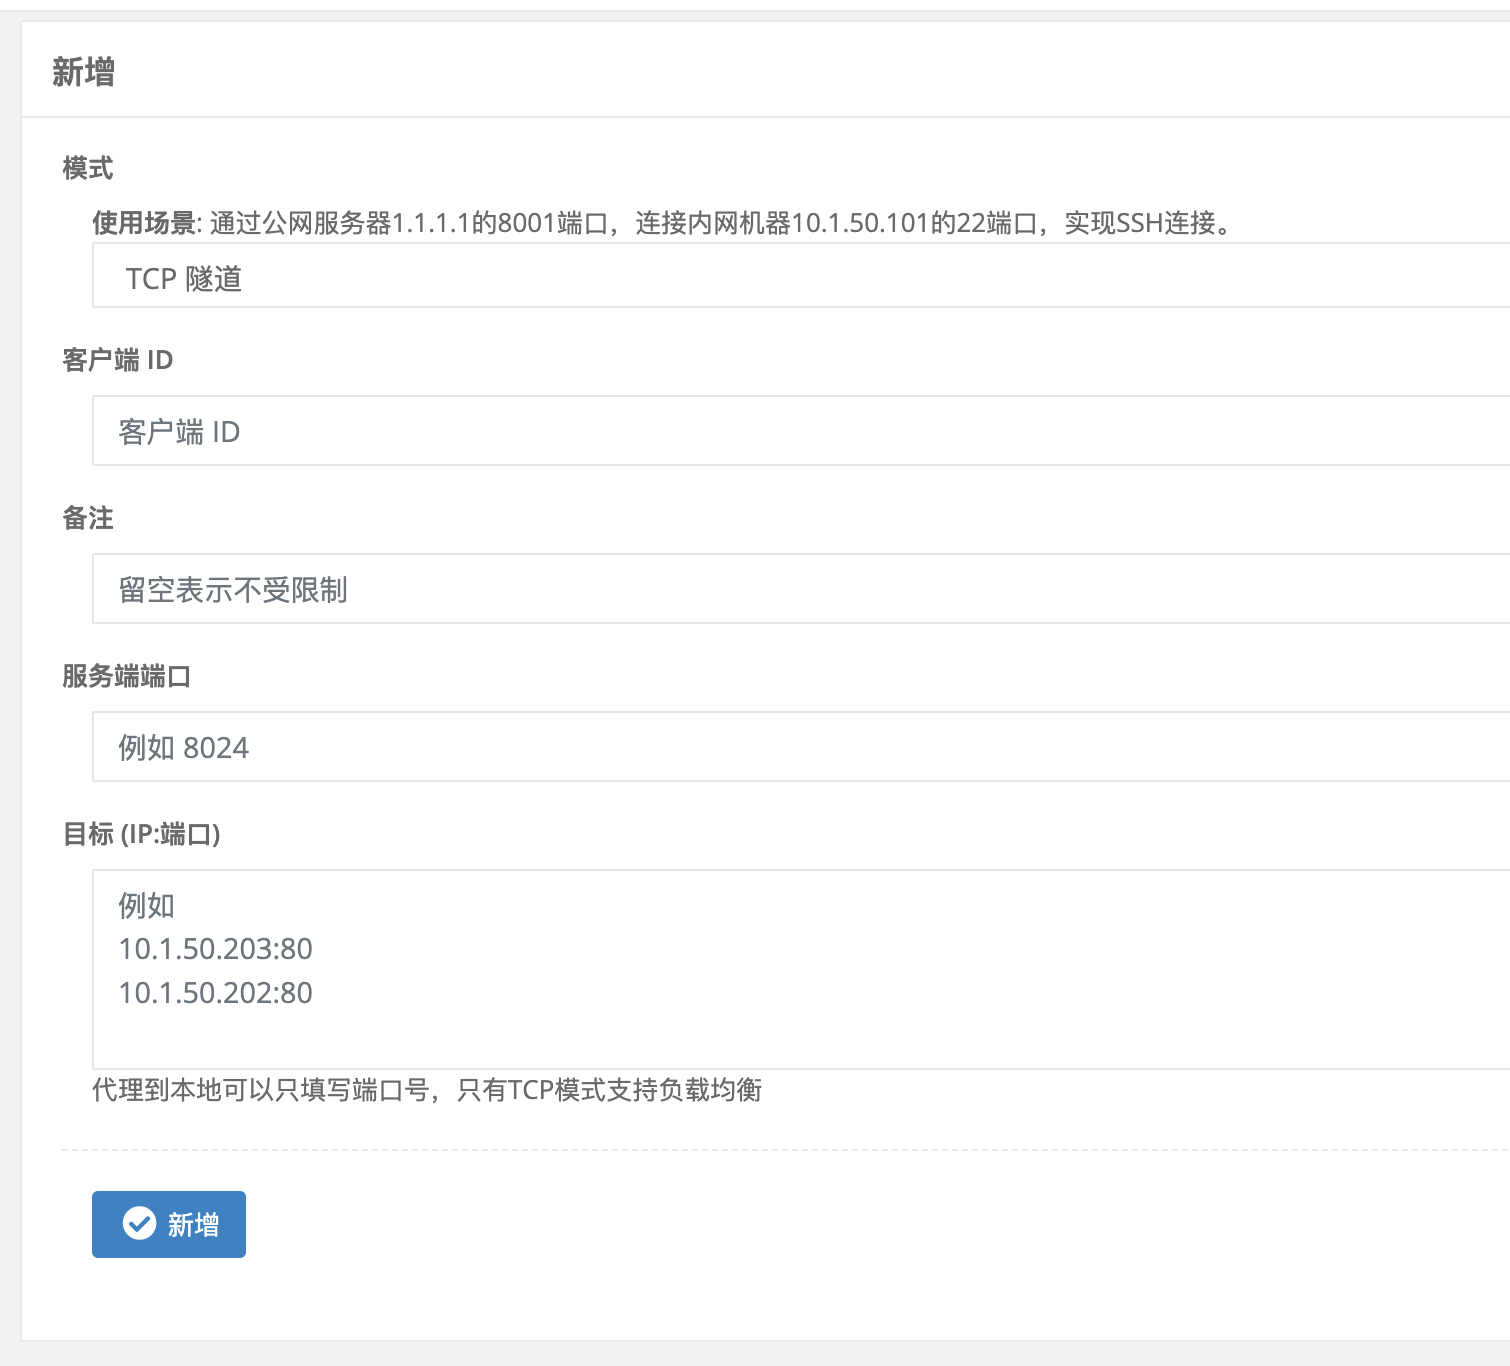 新增
模式
使用场景: 通过公网服务器1.1.1.1的8001端口，连接内网机器10.1.50.101的22端口，实现SSH连接。
TCP 隧道
客户端 ID
客户端 ID
备注
留空表示不受限制
服务端端口
例如 8024
目标 (IP:端口)
例如
10.1.50.203:80
10.1.50.202:80
代理到本地可以只填写端口号，只有TCP模式支持负载均衡
新增